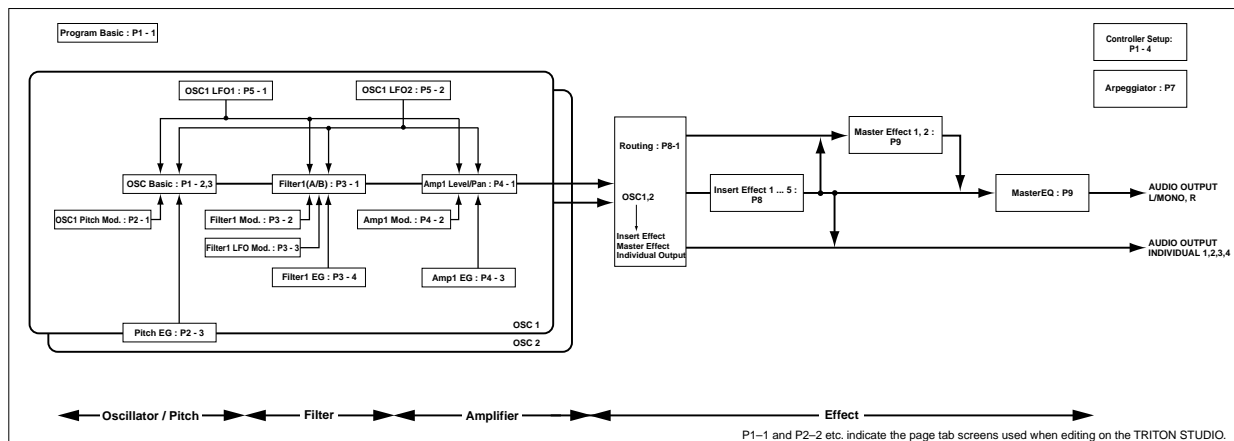 Program Basic : P1 - 1
Controller Setup:
P1 - 4
Arpeggiator : P7
OSC1 LFO1 : P5 - 1
OSC1 LFO2 : P5 - 2
Routing : P8-1
Master Effect 1, 2 :
P9
OSC Basic : P1 - 2,3
Filter1(A/B) : P3 - 1
Amp1 Level/Pan : P4 - 1
OSC1,2
Insert Effect 1 ... 5 :
P8
MasterEQ : P9
AUDIO OUTPUT
L/MONO, R
OSC1 Pitch Mod. : P2 - 1
Filter1 Mod. : P3 - 2
Amp1 Mod. : P4 - 2
Filter1 LFO Mod. : P3 - 3
Insert Effect
Master Effect
Individual Output
AUDIO OUTPUT
INDIVIDUAL 1,2,3,4
Filter1 EG : P3 - 4
Amp1 EG : P4 - 3
Pitch EG : P2 - 3
OSC 1
OSC 2
Oscillator / Pitch
Filter
Amplifier
Effect
P1–1 and P2–2 etc. indicate the page tab screens used when editing on the TRITON STUDIO.